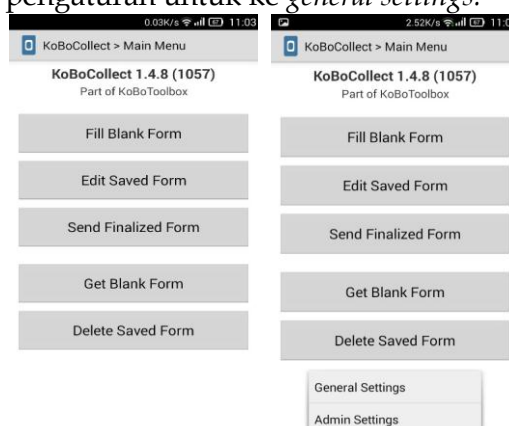 pengaturan untuk ke general settings.
0.03K/s 11:03
KoBoCollect > Main Menu
KoBoCollect 1.4.8 (1057)
Part of KoBoToolbox
Fill Blank Form
Edit Saved Form
Send Finalized Form
Get Blank Form
Delete Saved Form
2.52K/s
KoBoCollect > Main Menu
KoBoCollect 1.4.8 (1057)
Part of KoBoToolbox
Fill Blank Form
Edit Saved Form
Send Finalized Form
Get Blank Form
Delete Saved Form
General Settings
Admin Settings